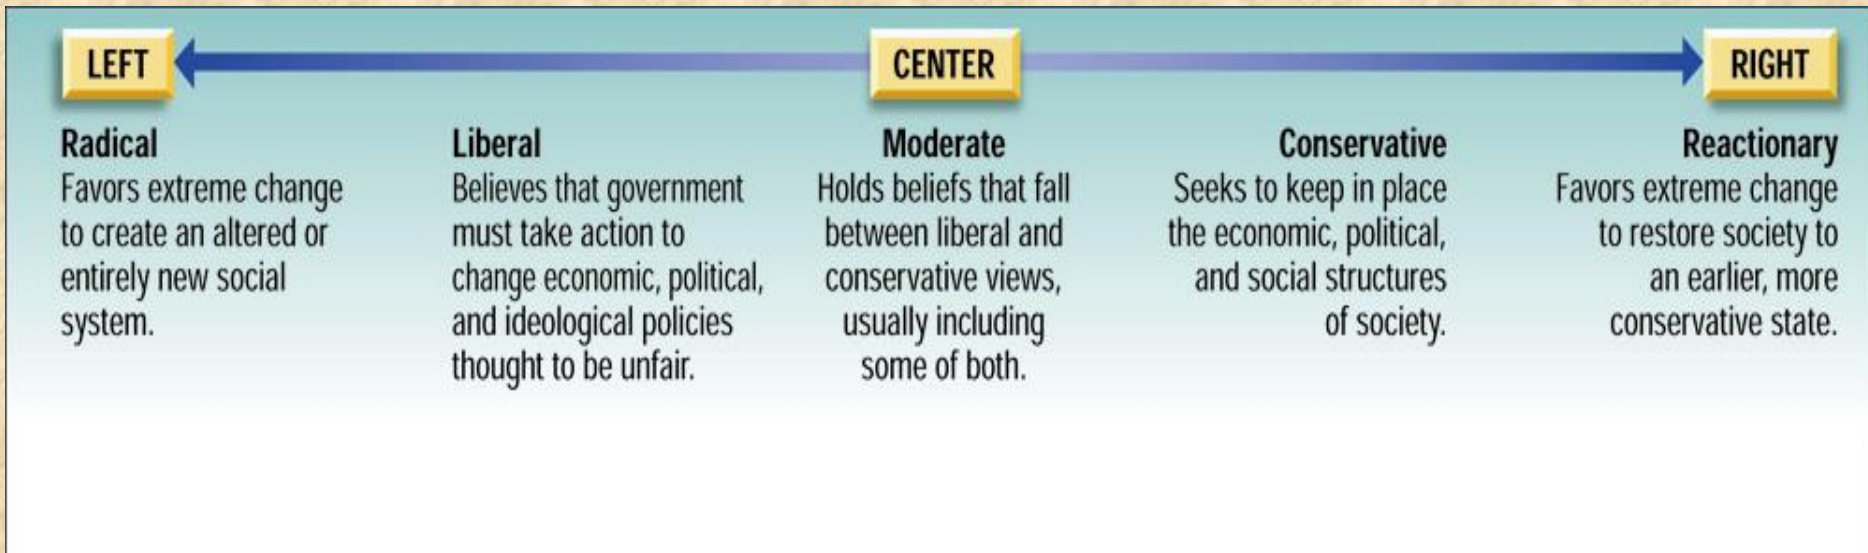 LEFT
CENTER
RIGHT
Radical
Favors extreme change
to create an altered or
entirely new social
system.
Liberal
Believes that government
must take action to
change economic, political,
and ideological policies
thought to be unfair.
Moderate
Holds beliefs that fall
between liberal and
conservative views,
usually including
some of both.
Conservative
Seeks to keep in place
the economic, political,
and social structures
of society.
Reactionary
Favors extreme change
to restore society to
an earlier, more
conservative state.